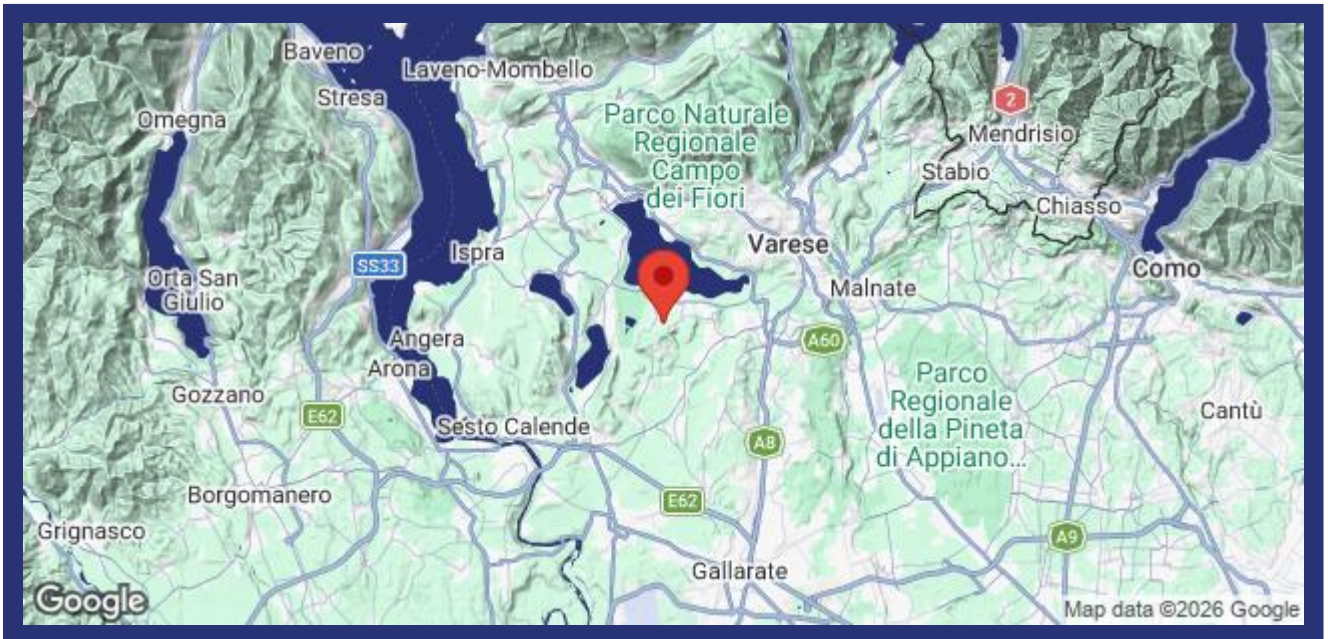 Baveno
Laveno-Mombello
Stresa
Omegna
Parco Naturale
Regionale
Campo
dei Fiori
2
Mendrisio
Stabio
Chiasso
Varese
Ispra
SS33
Orta San
Giulio
Malnate
Como
Angera
Arona
A60
Gozzano
E62
Parco
Regionale
della Pineta
di Appiano...
Cantù
Sesto Calende
A8
Borgomanero
E62
Grignasco
A9
Gallarate
Google
Map data ©2026 Google